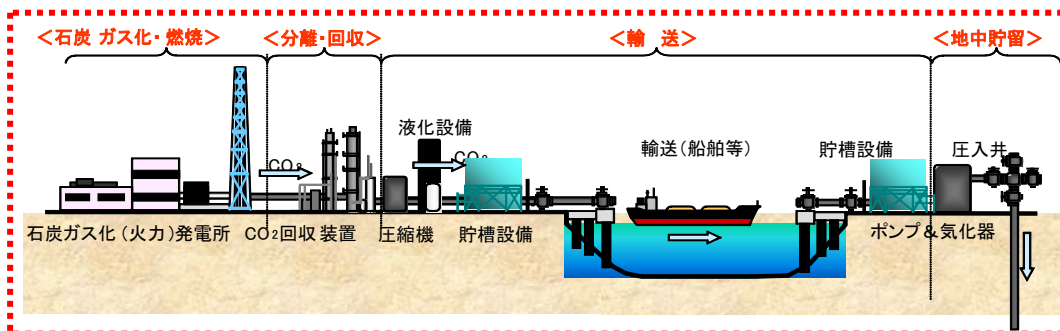 <石炭 ガス化・燃焼>
<分離・回収>
<輸 送>
<地中貯留>
CO₂
液化設備
CO₂
輸送(船舶等)
貯槽設備
圧入井
石炭ガス化(火力)発電所
CO₂回収装置
圧縮機
貯槽設備
ポンプ&気化器